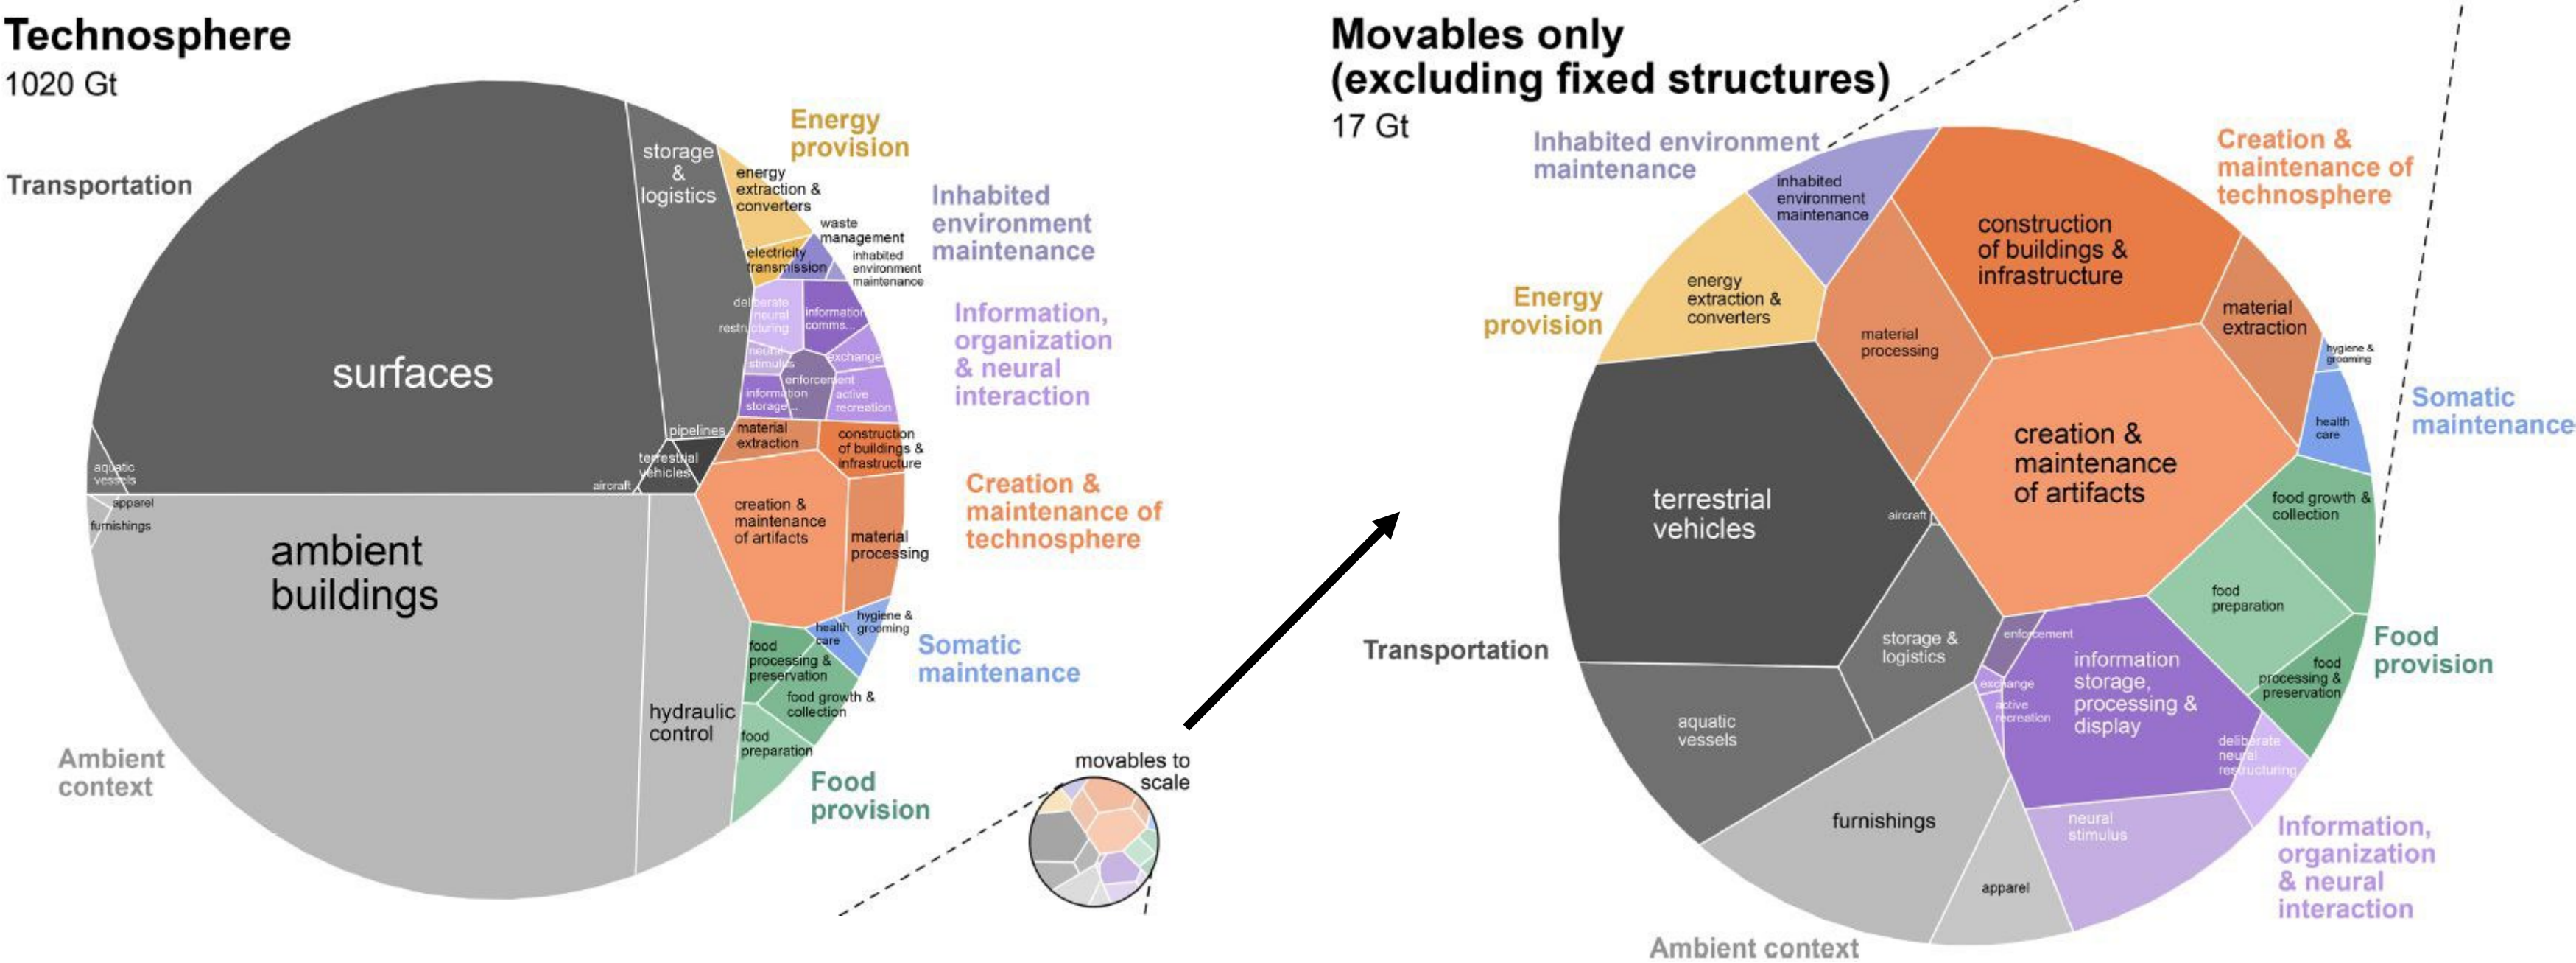 Technosphere
1020 Gt
Transportation
surfaces
storage
&
logistics
pipelines
terrestrial
vehicles
aircraft
aquatic
vessels
Energy
provision
energy
extraction &
converters
electricity
transmission
Inhabited
environment
maintenance
waste
management
inhabited
environment
maintenance
Information,
organization
& neural
interaction
deliberate
neural
restructuring
information
comms...
neural
stimulus
exchange
enforcement
information
storage...
active
recreation
Creation &
maintenance of
technosphere
material
extraction
construction
of buildings &
infrastructure
creation &
maintenance
of artifacts
material
processing
Somatic
maintenance
hygiene &
grooming
health
care
Food
provision
food
processing &
preservation
food growth &
collection
food
preparation
Ambient
context
apparel
furnishings
ambient
buildings
hydraulic
control
movables to
scale
Movables only
(excluding fixed structures)
17 Gt
Inhabited environment
maintenance
inhabited
environment
maintenance
Energy
provision
energy
extraction &
converters
Creation &
maintenance of
technosphere
construction
of buildings &
infrastructure
material
processing
material
extraction
creation &
maintenance
of artifacts
Somatic
maintenance
hygiene &
grooming
health
care
Transportation
terrestrial
vehicles
aircraft
storage &
logistics
aquatic
vessels
Food
provision
food growth &
collection
food
preparation
food
processing &
preservation
Information,
organization
& neural
interaction
enforcement
exchange
active
recreation
information
storage,
processing &
display
deliberate
neural
restructuring
neural
stimulus
Ambient context
furnishings
apparel